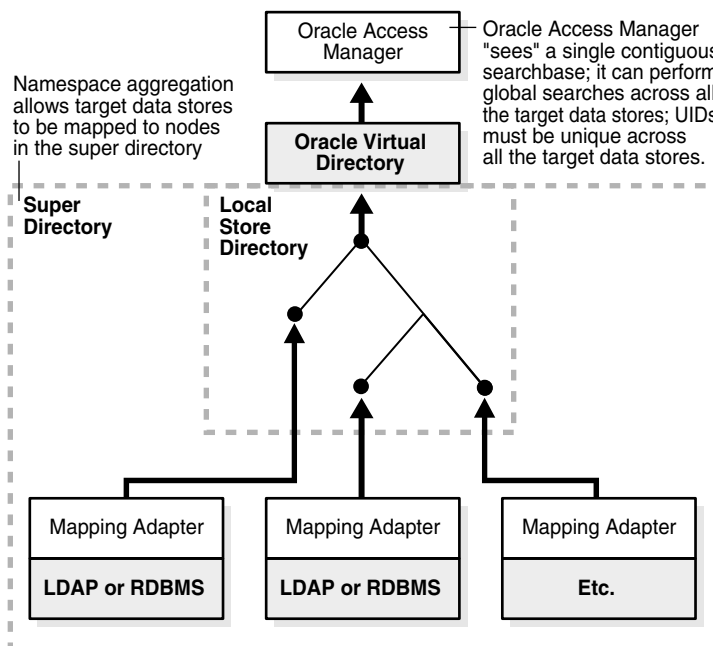 Oracle Access
Manager
Oracle Access Manager
"sees" a single contiguous
searchbase; it can perform
global searches across all
the target data stores; UIDs
must be unique across
all the target data stores.
Namespace aggregation
allows target data stores
to be mapped to nodes
in the super directory
Oracle Virtual
Directory
Super
Directory
Local
Store
Directory
Mapping Adapter
LDAP or RDBMS
Mapping Adapter
LDAP or RDBMS
Mapping Adapter
Etc.